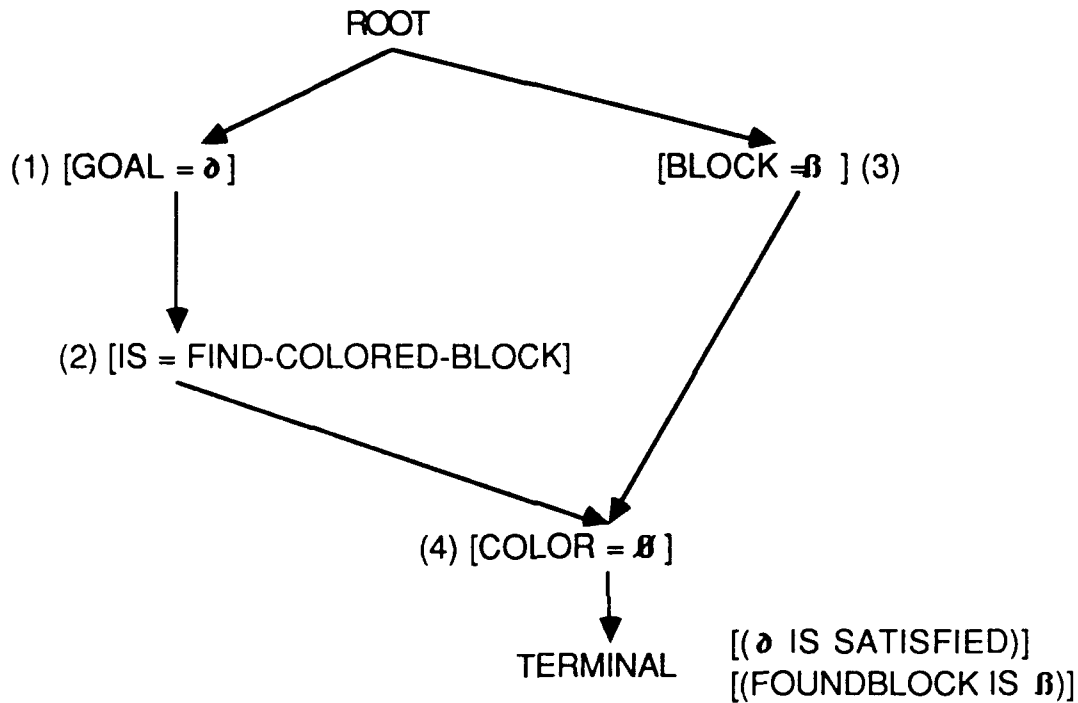 ROOT
(1) [GOAL = ∂]
[BLOCK =ß ] (3)
(2) [IS = FIND-COLORED-BLOCK]
(4) [COLOR = Ø ]
TERMINAL
[(∂ IS SATISFIED)]
[(FOUNDBLOCK IS ß)]